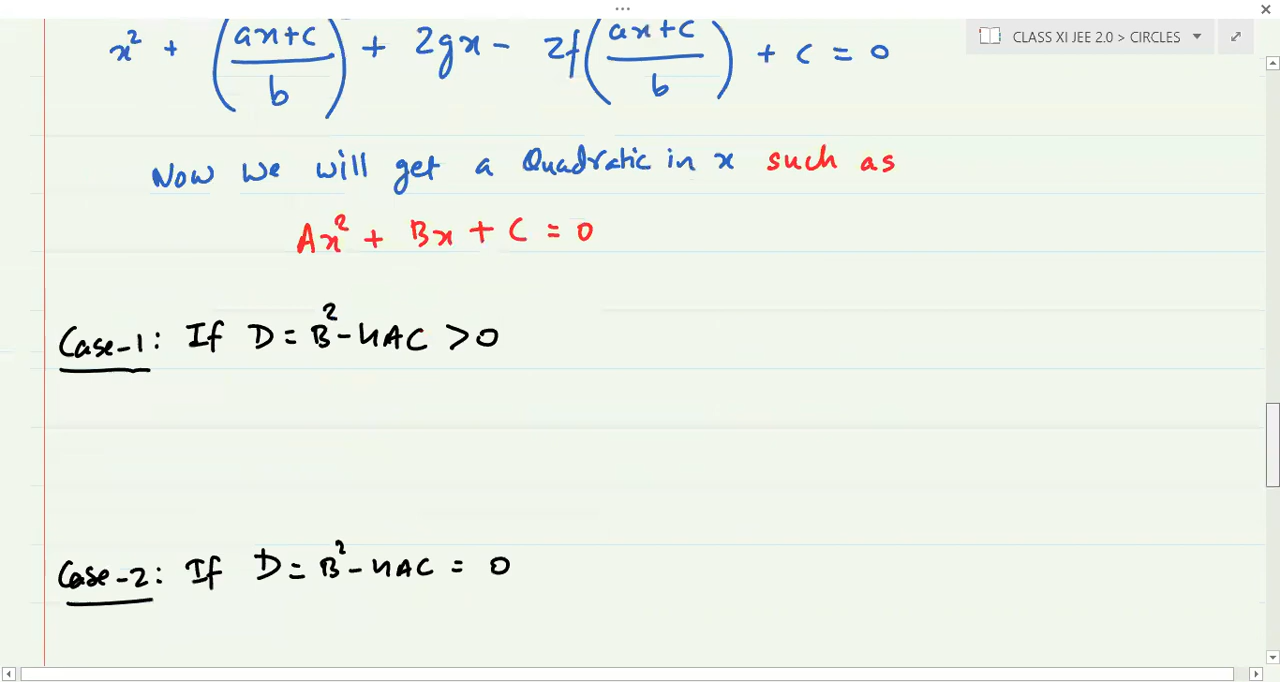 CLASS XI JEE 2.0 > CIRCLES
x² + ((ax+c)/b)² + 2gx - 2f((ax+c)/b) + c = 0
Now we will get a Quadratic in x such as
Ax² + Bx + C = 0
Case-1: If D = B² - 4AC > 0
Case-2: If D = B² - 4AC = 0